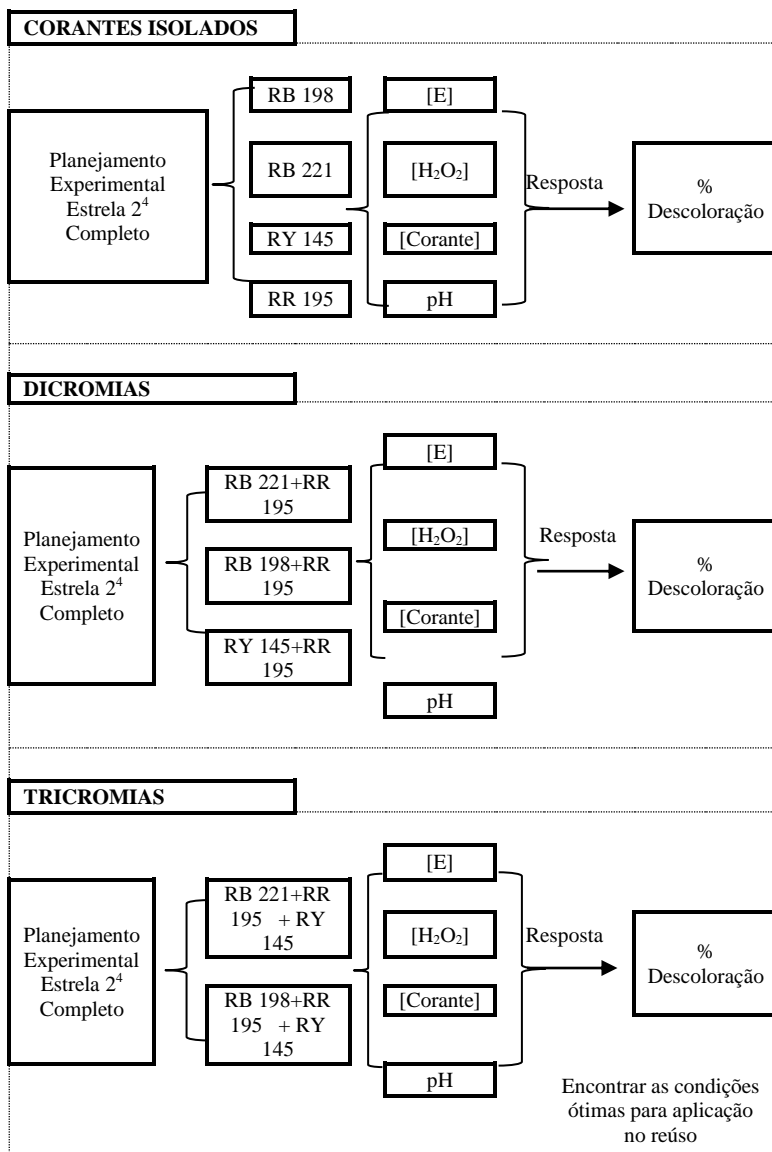 CORANTES ISOLADOS
Planejamento
Experimental
Estrela 2⁴
Completo
RB 198
RB 221
RY 145
RR 195
[E]
[H₂O₂]
[Corante]
pH
Resposta
%
Descoloração
DICROMIAS
Planejamento
Experimental
Estrela 2⁴
Completo
RB 221+RR
195
RB 198+RR
195
RY 145+RR
195
[E]
[H₂O₂]
[Corante]
pH
Resposta
%
Descoloração
TRICROMIAS
Planejamento
Experimental
Estrela 2⁴
Completo
RB 221+RR
195 + RY
145
RB 198+RR
195 + RY
145
[E]
[H₂O₂]
[Corante]
pH
Resposta
%
Descoloração
Encontrar as condições
ótimas para aplicação
no reúso